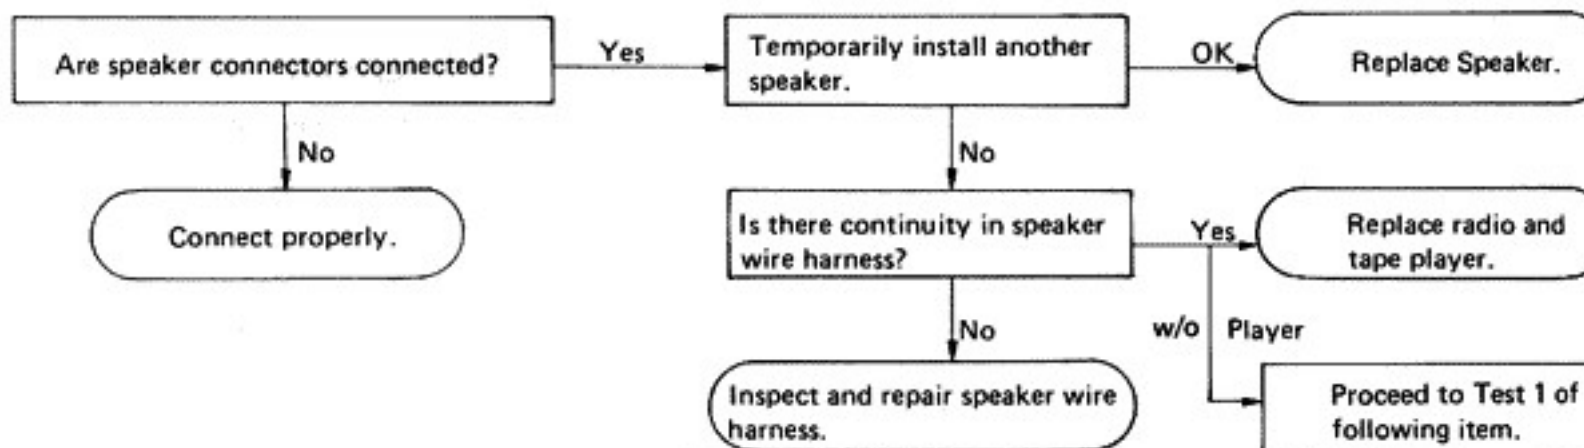 Are speaker connectors connected?
Yes
Temporarily install another
speaker.
OK
Replace Speaker.
No
No
Connect properly.
Is there continuity in speaker
wire harness?
Yes
Replace radio and
tape player.
No
w/o Player
Inspect and repair speaker wire
harness.
Proceed to Test 1 of
following item.